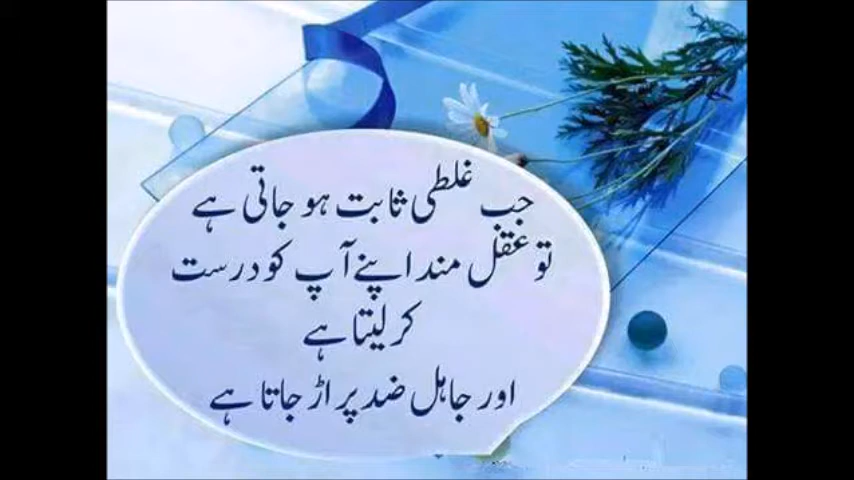 جب غلطی ثابت ہو جاتی ہے
تو عقل مند اپنے آپ کو درست
کر لیتا ہے
اور جاہل ضد پر اڑ جاتا ہے